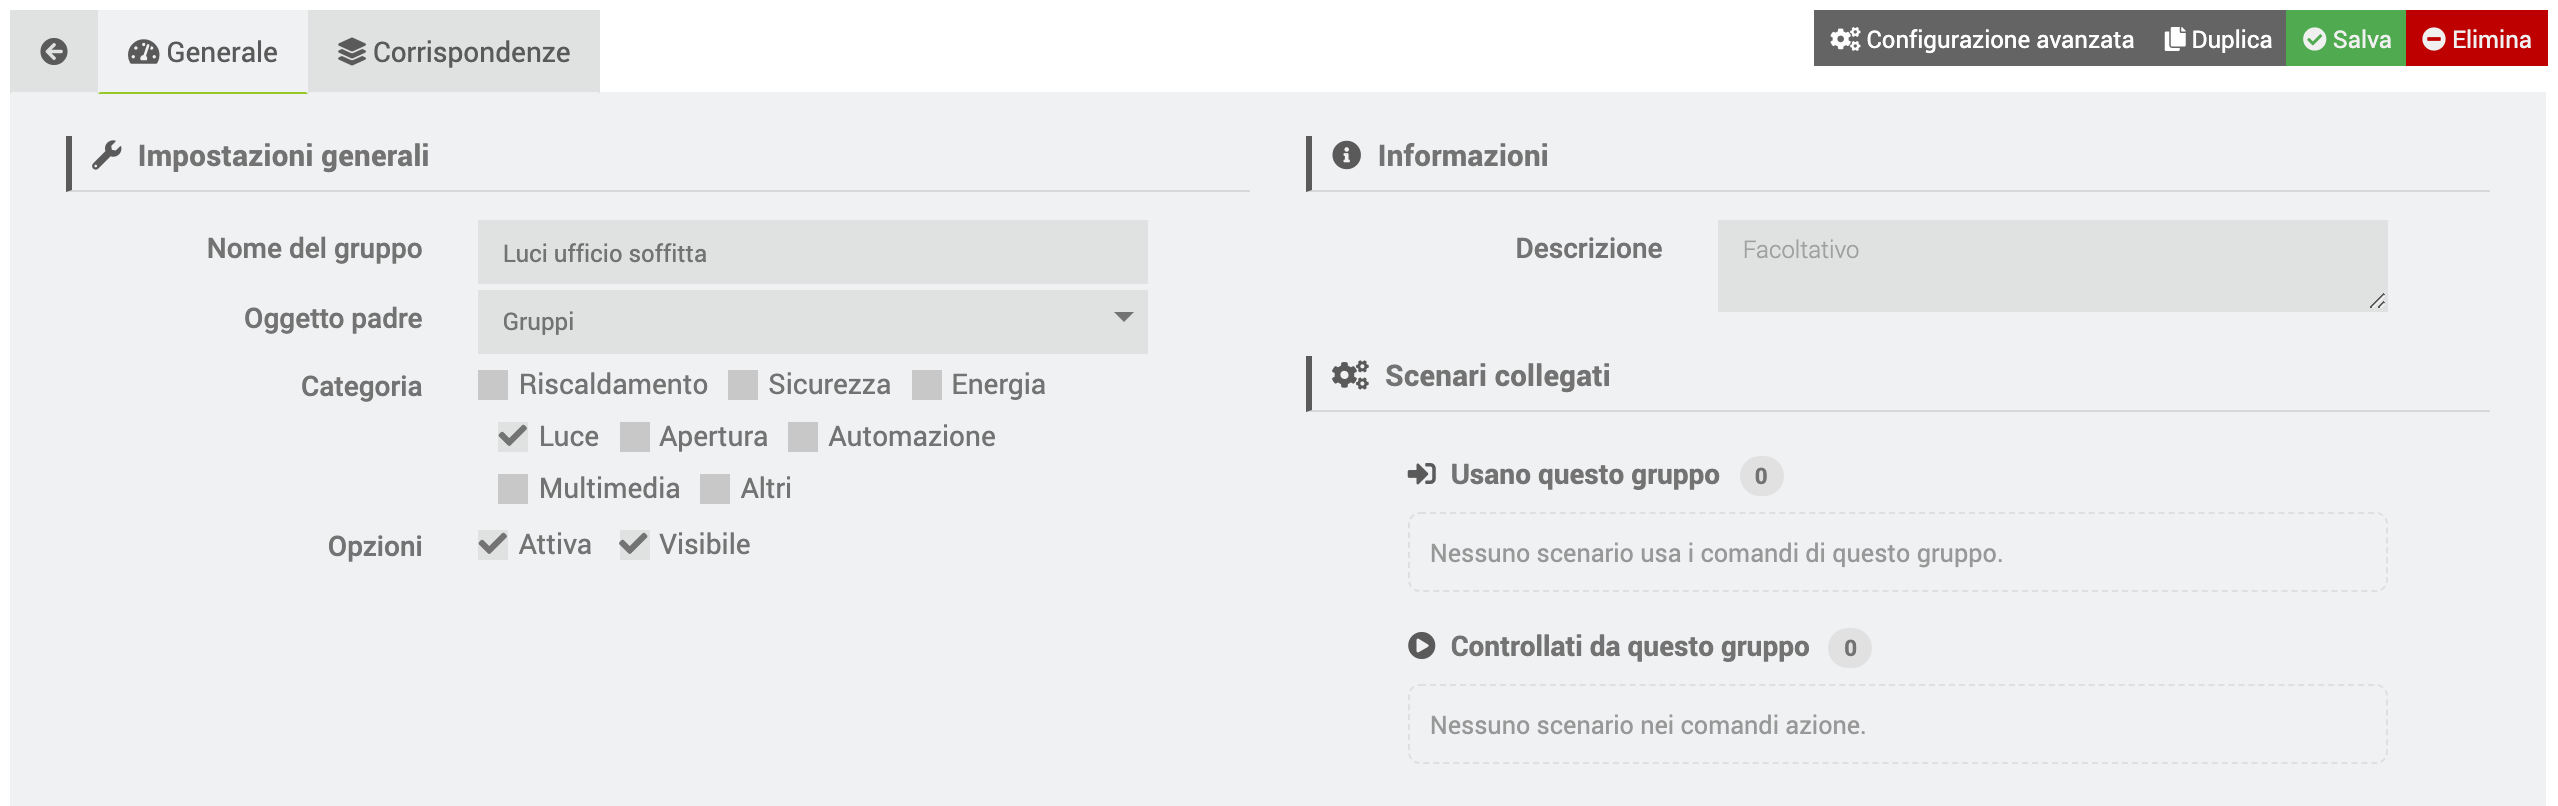 Generale
Corrispondenze
Configurazione avanzata
Duplica
Salva
Elimina
Impostazioni generali
Nome del gruppo
Luci ufficio soffitta
Oggetto padre
Gruppi
Categoria
Riscaldamento Sicurezza Energia
Luce Apertura Automazione
Multimedia Altri
Opzioni
Attiva Visibile
Informazioni
Descrizione
Facoltativo
Scenari collegati
Usano questo gruppo 0
Nessuno scenario usa i comandi di questo gruppo.
Controllati da questo gruppo 0
Nessuno scenario nei comandi azione.